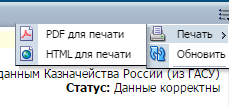 PDF для печати
Печать
HTML для печати
Обновить
данным Казначейства России (из ГАСУ)
Статус: Данные корректны